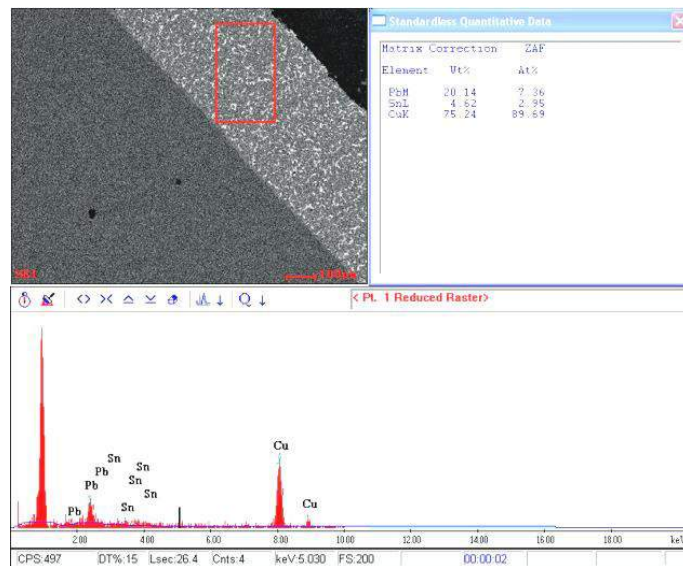 Standardless Quantitative Data
Matrix Correction ZAF
Element Wt% At%
PbM 20.14 7.36
SnL 4.62 2.95
CuK 75.24 89.69
< Pt. 1 Reduced Raster>
Q
Cu
Sn
Sn
Pb
Sn
Pb
Sn
Pb
Sn
Cu
2.00 4.00 6.00 8.00 10.00 12.00 14.00 16.00 18.00 keV
CPS:497 DT%:15 Lsec:26.4 Cnts:4 keV:5.030 FS:200 00:00:02